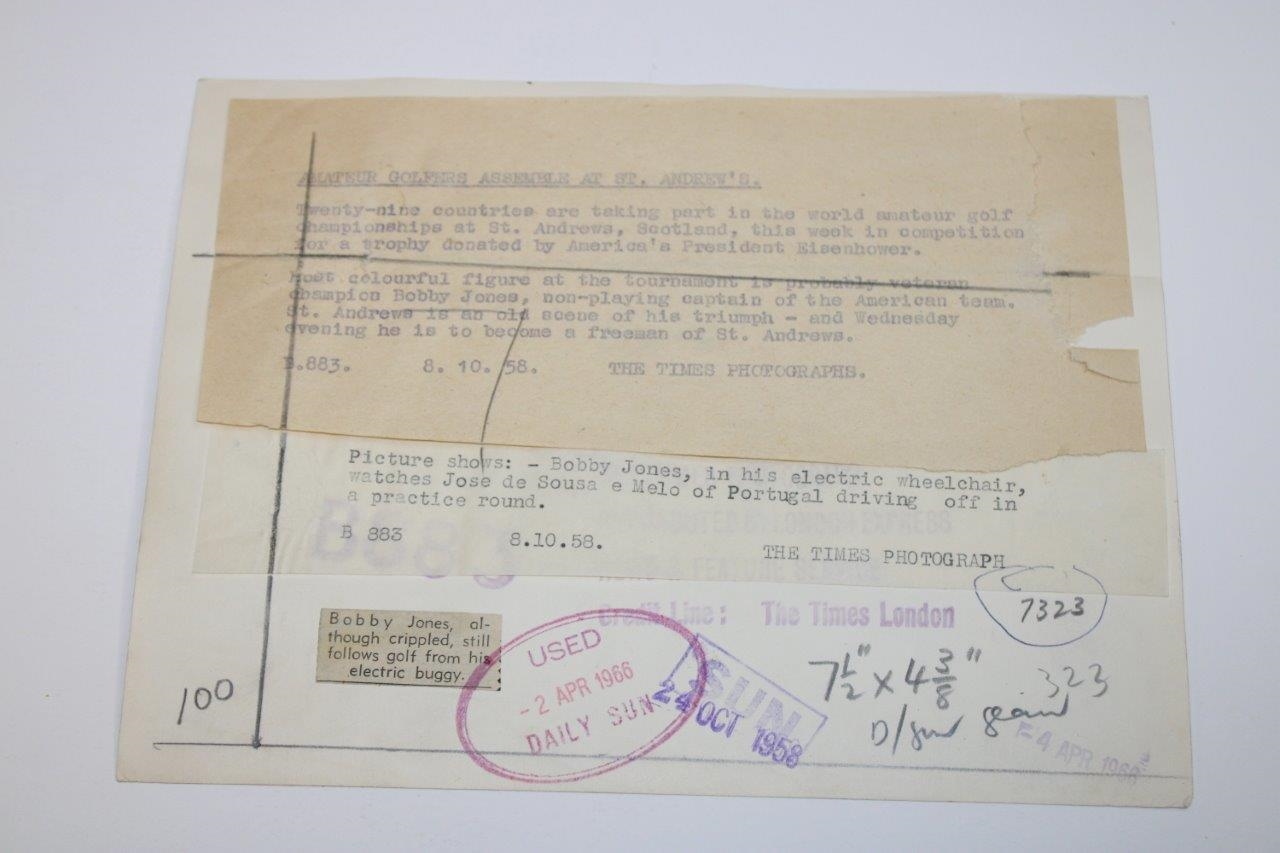 AMATEUR GOLFERS ASSEMBLE AT ST. ANDREW'S.
Twenty-nine countries are taking part in the world amateur golf
championships at St. Andrews, Scotland, this week in competition
for a trophy donated by America's President Eisenhower.
Most colourful figure at the tournament is probably veteran
champion Bobby Jones, non-playing captain of the American team.
St. Andrews is an old scene of his triumph - and Wednesday
evening he is to become a freeman of St. Andrews.
B.883. 8. 10. 58. THE TIMES PHOTOGRAPHS.
Picture shows: - Bobby Jones, in his electric wheelchair,
watches Jose de Sousa e Melo of Portugal driving off in
a practice round.
B 883 8.10.58. THE TIMES PHOTOGRAPH
B883
LONDON EXPRESS
FEATURE
Credit Line: The Times London
7323
Bobby Jones, al-
though crippled, still
follows golf from his
electric buggy.
USED
- 2 APR 1966
DAILY SUN
SUN
24 OCT 1958
7½" x 4⅜"
323
100
4 APR 1966